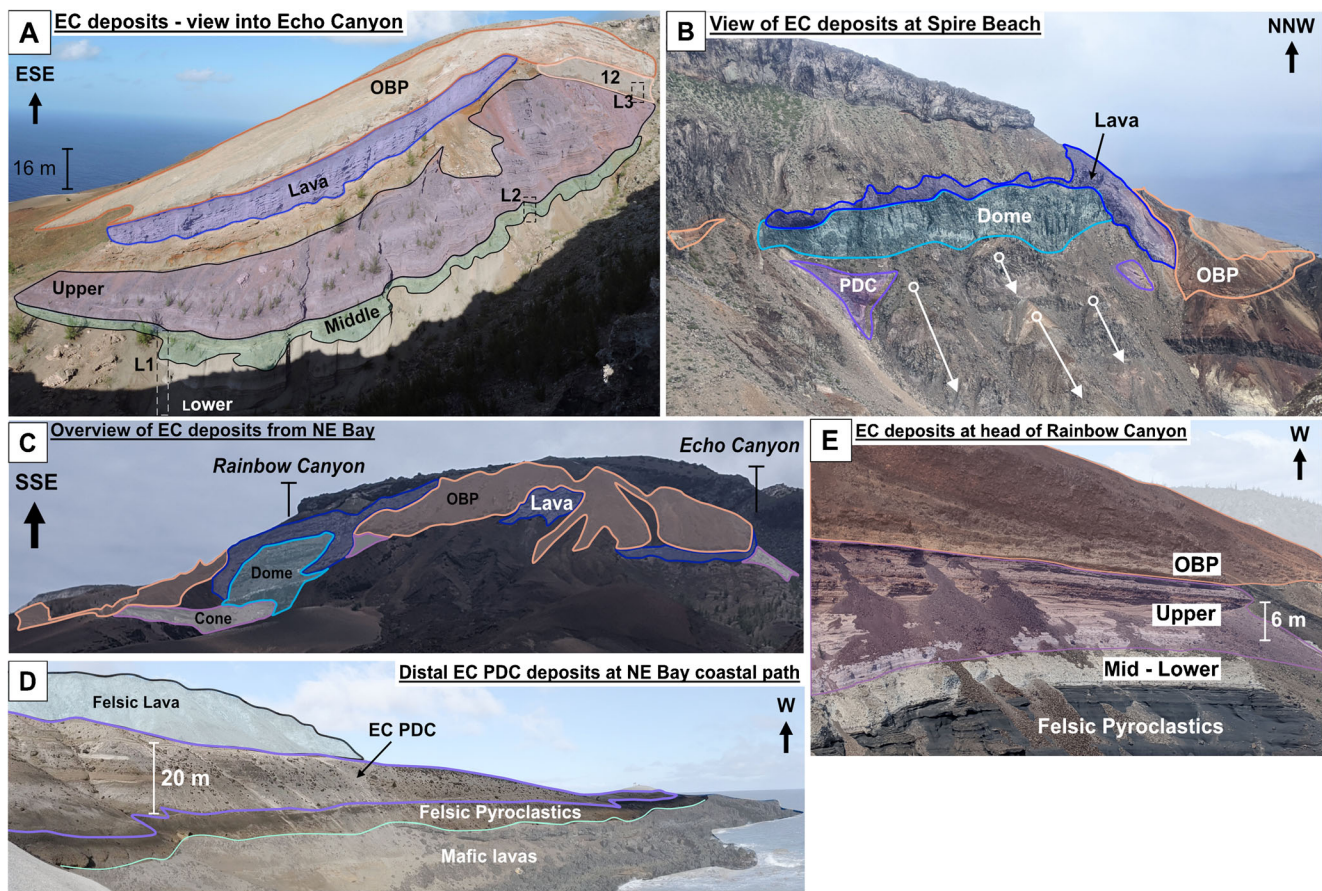 A
EC deposits - view into Echo Canyon
ESE
16 m
OBP
12
L3
Lava
L2
Upper
Middle
L1
Lower
B
View of EC deposits at Spire Beach
NNW
Lava
Dome
PDC
OBP
C
Overview of EC deposits from NE Bay
SSE
Rainbow Canyon
Echo Canyon
OBP
Lava
Dome
Cone
D
Distal EC PDC deposits at NE Bay coastal path
W
Felsic Lava
EC PDC
20 m
Felsic Pyroclastics
Mafic lavas
E
EC deposits at head of Rainbow Canyon
W
OBP
Upper
6 m
Mid - Lower
Felsic Pyroclastics